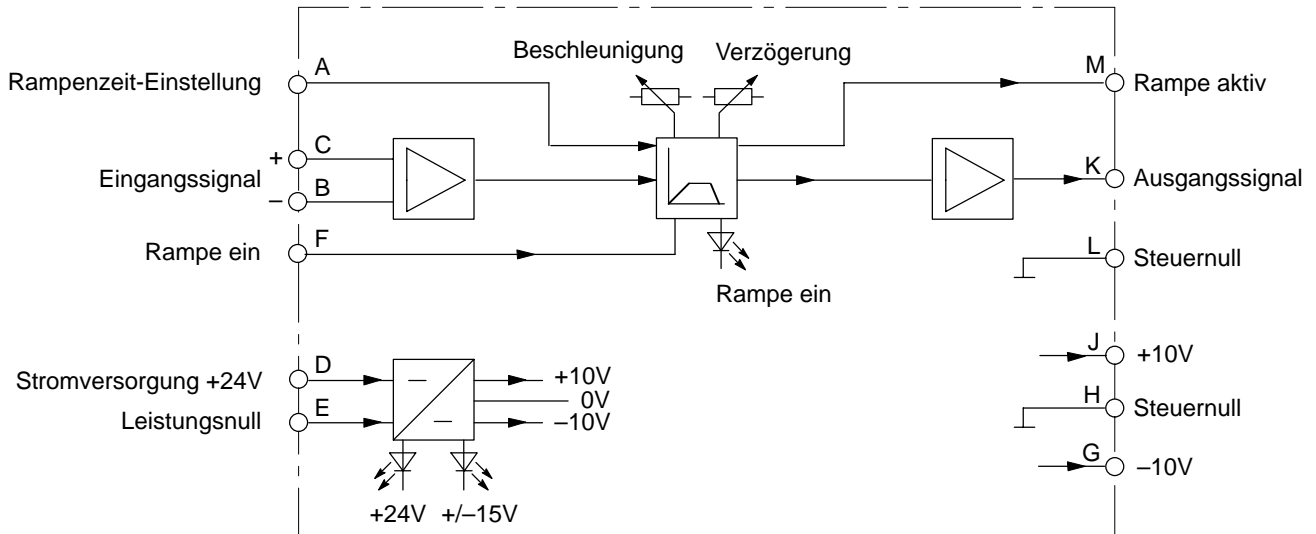 Beschleunigung
Verzögerung
Rampenzeit-Einstellung
A
M
Rampe aktiv
+
C
Eingangssignal
–
B
K
Ausgangssignal
Rampe ein
F
L
Steuernull
Rampe ein
J
+10V
Stromversorgung +24V
D
+10V
0V
H
Steuernull
Leistungsnull
E
–10V
G
–10V
+24V
+/–15V